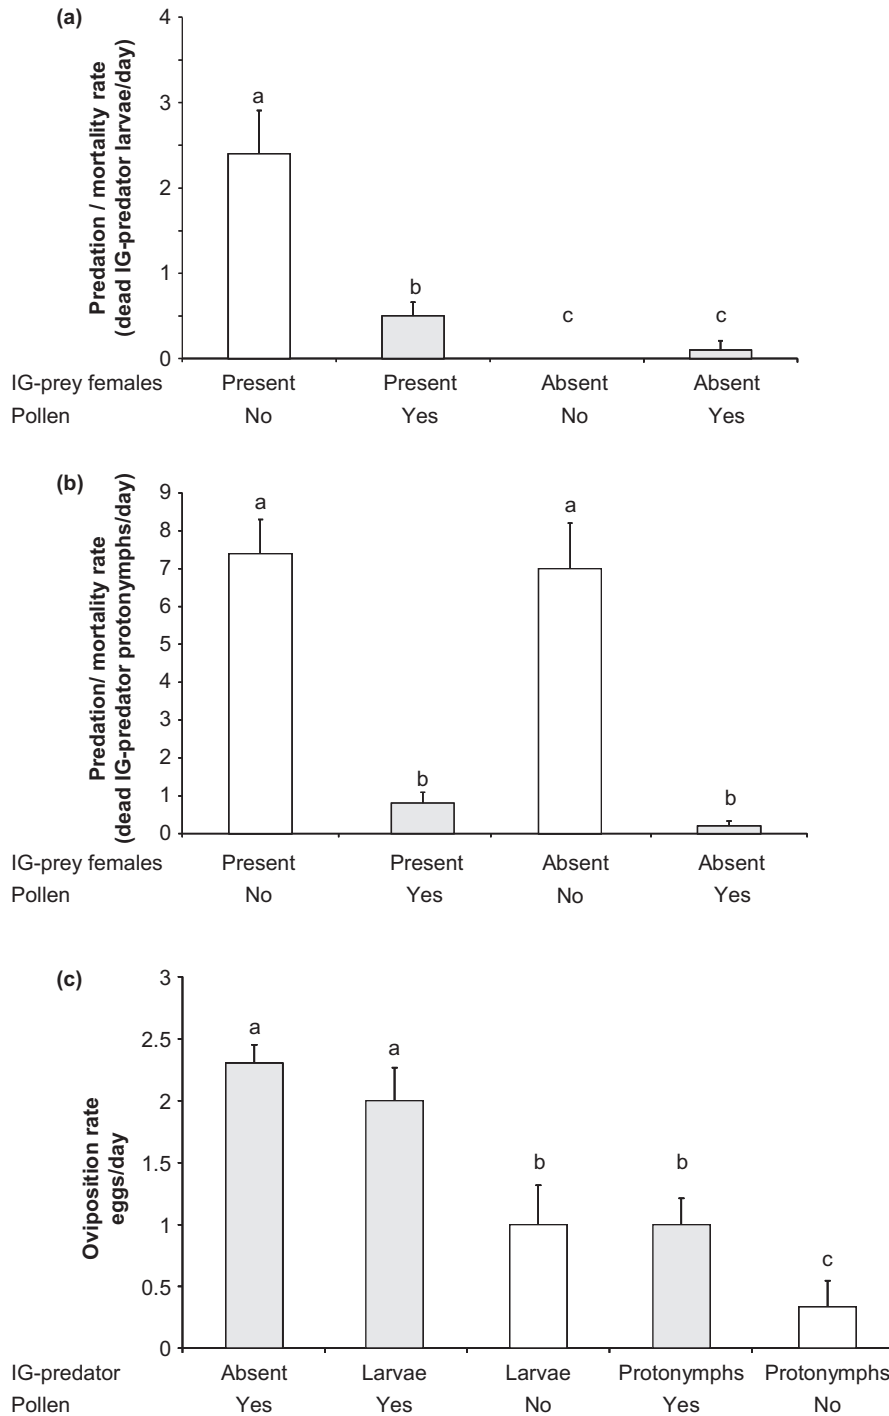 (a)
Predation / mortality rate
(dead IG-predator larvae/day)
4
3
2
1
0
a
b
c
c
IG-prey females Present Present Absent Absent
Pollen No Yes No Yes
(b)
Predation/ mortality rate
(dead IG-predator protonymphs/day)
9
8
7
6
5
4
3
2
1
0
a
b
a
b
IG-prey females Present Present Absent Absent
Pollen No Yes No Yes
(c)
Oviposition rate
eggs/day
3
2.5
2
1.5
1
0.5
0
a
a
b
b
c
IG-predator Absent Larvae Larvae Protonymphs Protonymphs
Pollen Yes Yes No Yes No